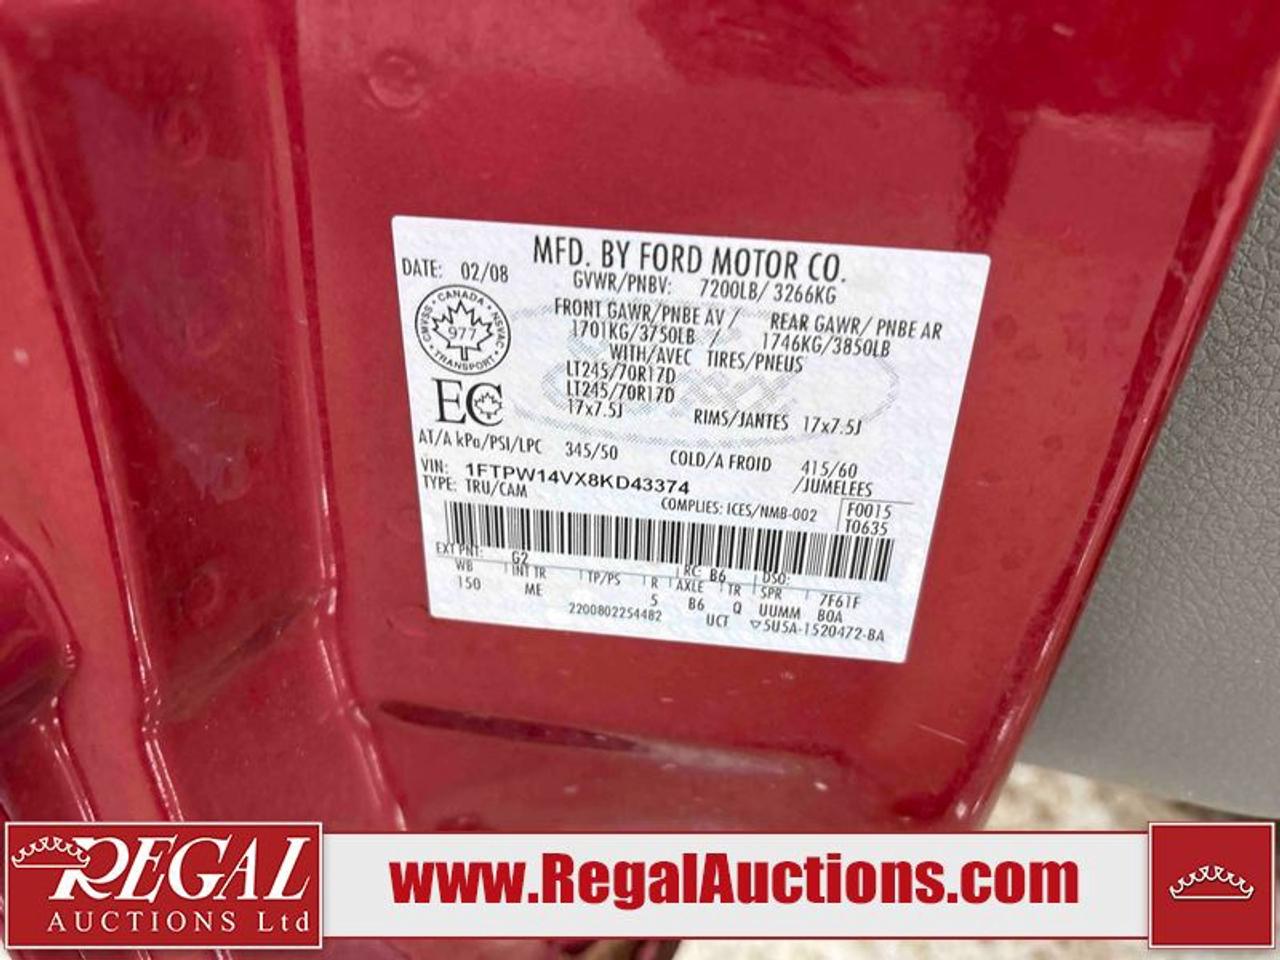 MFD. BY FORD MOTOR CO.
DATE: 02/08
GVWR/PNBV: 7200LB/ 3266KG
FRONT GAWR/PNBE AV / REAR GAWR/ PNBE AR
1701KG/3750LB / 1746KG/3850LB
WITH/AVEC TIRES/PNEUS
LT245/70R17D
LT245/70R17D
17x7.5J RIMS/JANTES 17x7.5J
CMVSS • CANADA • NSVAC • TRANSPORT •
977
EC
AT/A kPa/PSI/LPC 345/50 COLD/A FROID 415/60
VIN: 1FTPW14VX8KD43374 /JUMELEES
TYPE: TRU/CAM
COMPLIES: ICES/NMB-002 F0015
T0635
EXT PNT: G2 RC: B6 DSO:
WB INT TR TP/PS R AXLE TR SPR 7F61F
150 ME 5 B6 Q UUMM B0A
2200802254482 UCT ▽5U5A-1520472-BA
REGAL
AUCTIONS Ltd
www.RegalAuctions.com